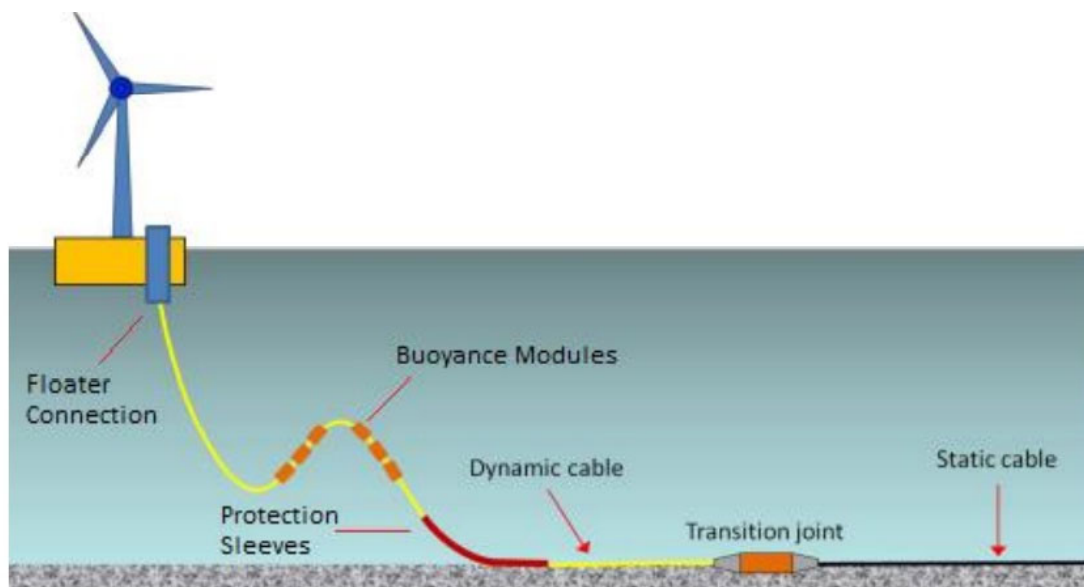 Buoyance Modules
Floater
Connection
Dynamic cable
Static cable
Protection
Sleeves
Transition joint